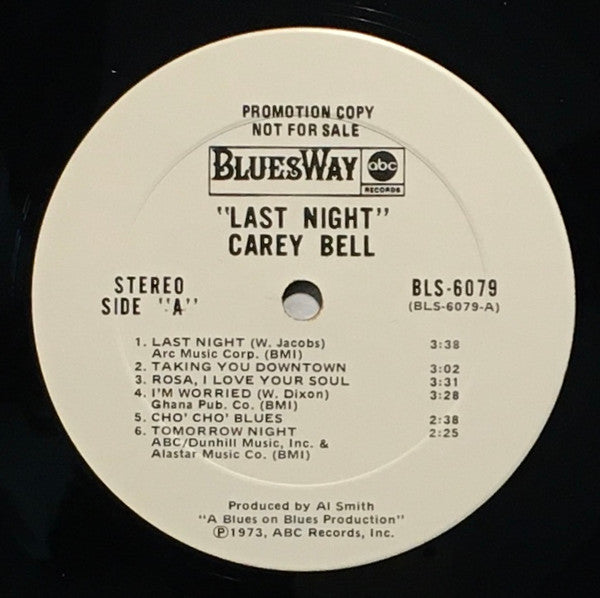 PROMOTION COPY
NOT FOR SALE
BLUESWAY abc RECORDS
"LAST NIGHT"
CAREY BELL
STEREO
SIDE "A"
BLS-6079
(BLS-6079-A)
1. LAST NIGHT (W. Jacobs) 3:38
Arc Music Corp. (BMI)
2. TAKING YOU DOWNTOWN 3:02
3. ROSA, I LOVE YOUR SOUL 3:31
4. I'M WORRIED (W. Dixon) 3:28
Ghana Pub. Co. (BMI)
5. CHO' CHO' BLUES 2:38
6. TOMORROW NIGHT 2:25
ABC/Dunhill Music, Inc. &
Alastar Music Co. (BMI)
Produced by Al Smith
"A Blues on Blues Production"
Ⓟ1973, ABC Records, Inc.